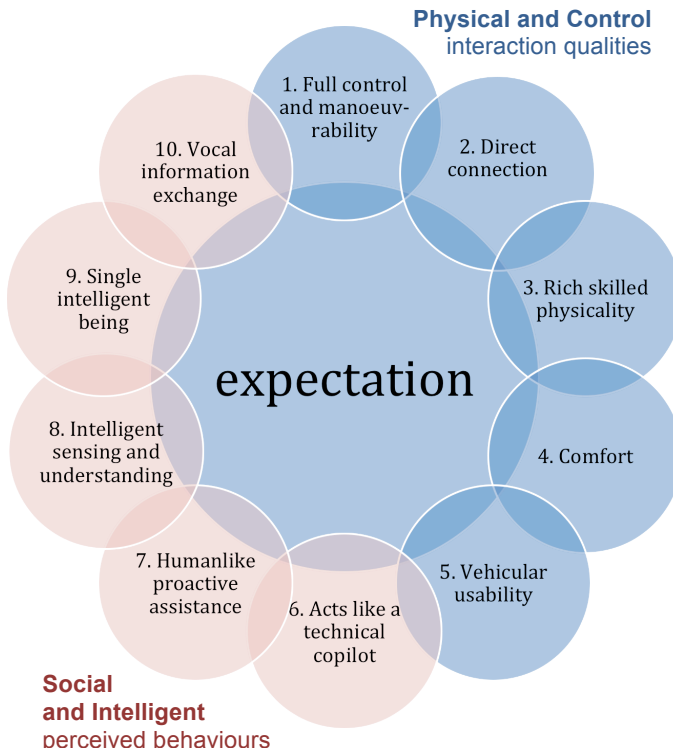 Physical and Control
interaction qualities
1. Full control
and manoeuv-
rability
2. Direct
connection
3. Rich skilled
physicality
4. Comfort
5. Vehicular
usability
6. Acts like a
technical
copilot
7. Humanlike
proactive
assistance
8. Intelligent
sensing and
understanding
9. Single
intelligent
being
10. Vocal
information
exchange
expectation
Social
and Intelligent
perceived behaviours